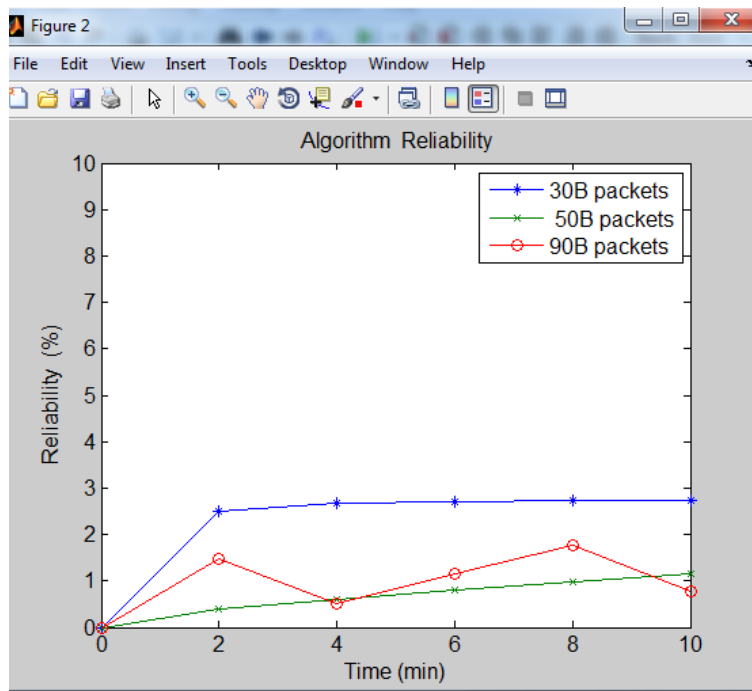 Figure 2
File Edit View Insert Tools Desktop Window Help
Algorithm Reliability
10
9
8
7
6
5
4
3
2
1
0
Reliability (%)
30B packets
50B packets
90B packets
0 2 4 6 8 10
Time (min)